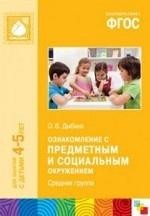 ФГОС
О. В. Дыбина
ОЗНАКОМЛЕНИЕ С
ПРЕДМЕТНЫМ И
СОЦИАЛЬНЫМ
ОКРУЖЕНИЕМ
Средняя группа
ДЛЯ ЗАНЯТИЙ
С ДЕТЬМИ 4-5 ЛЕТ